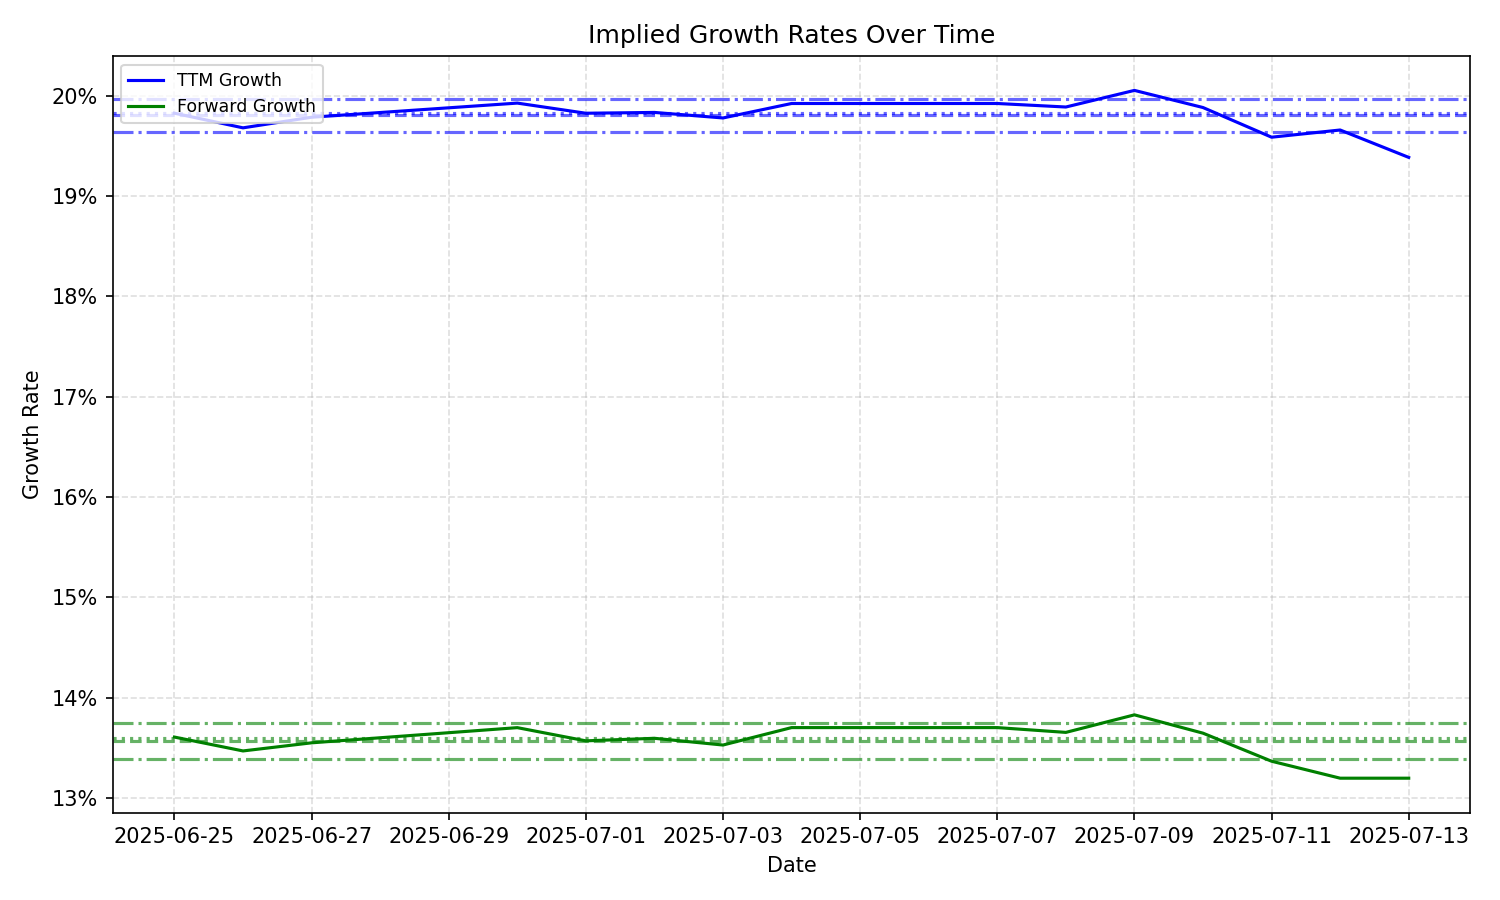 Implied Growth Rates Over Time
TTM Growth
Forward Growth
20%
19%
18%
17%
16%
15%
14%
13%
Growth Rate
2025-06-25 2025-06-27 2025-06-29 2025-07-01 2025-07-03 2025-07-05 2025-07-07 2025-07-09 2025-07-11 2025-07-13
Date